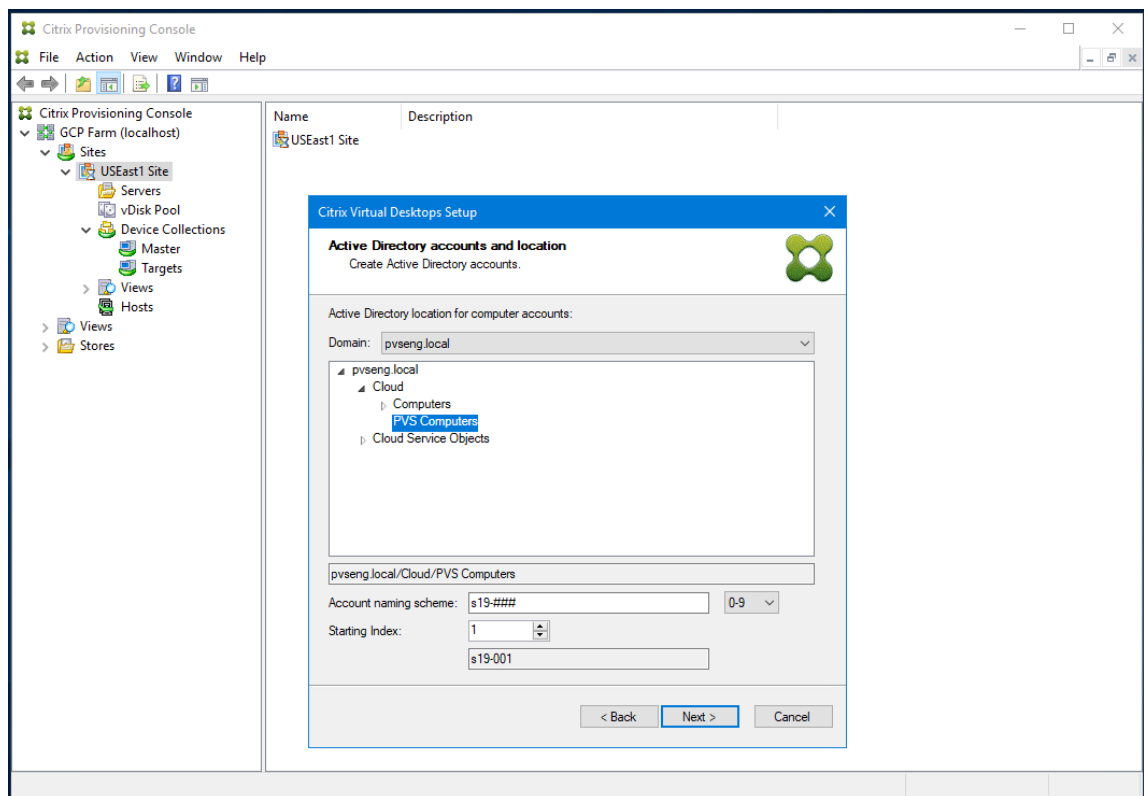 Citrix Provisioning Console
File Action View Window Help
Citrix Provisioning Console
GCP Farm (localhost)
Sites
USEast1 Site
Servers
vDisk Pool
Device Collections
Master
Targets
Views
Hosts
Views
Stores
Name Description
USEast1 Site
Citrix Virtual Desktops Setup
Active Directory accounts and location
Create Active Directory accounts.
Active Directory location for computer accounts:
Domain: pvseng.local
pvseng.local
Cloud
Computers
PVS Computers
Cloud Service Objects
pvseng.local/Cloud/PVS Computers
Account naming scheme: s19-### 0-9
Starting Index: 1
s19-001
< Back Next > Cancel